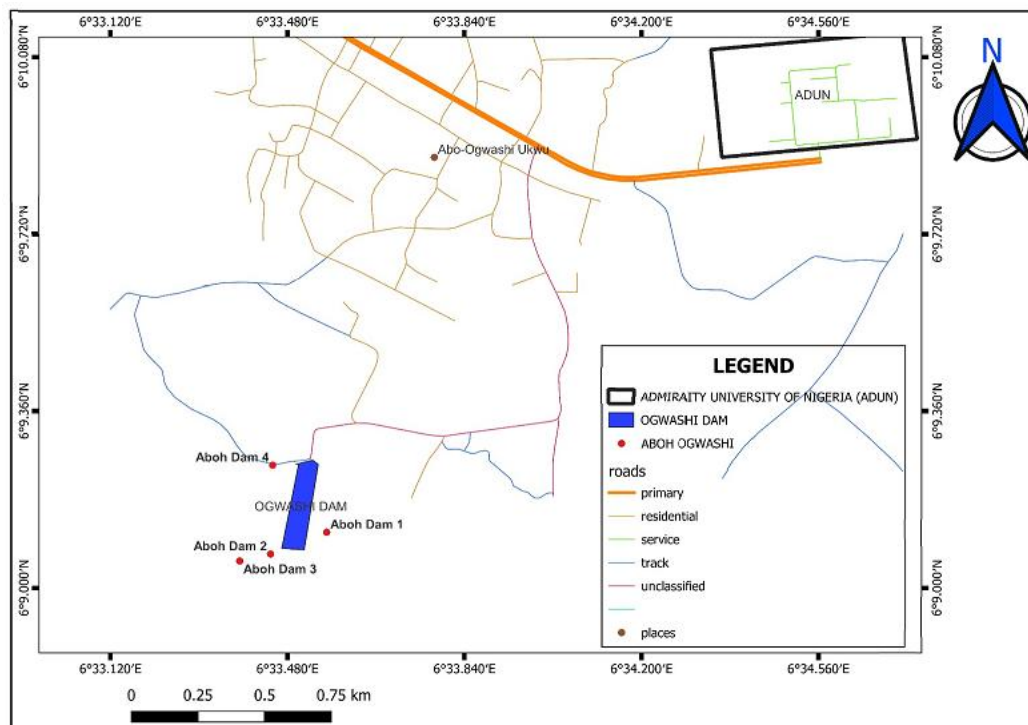 6°33.120'E 6°33.480'E 6°33.840'E 6°34.200'E 6°34.560'E
6°10.080'N
6°10.080'N
N
ADUN
Abo-Ogwashi Ukwu
6°9.720'N
6°9.720'N
LEGEND
ADMIRAITY UNIVERSITY OF NIGERIA (ADUN)
OGWASHI DAM
ABOH OGWASHI
roads
primary
residential
service
track
unclassified
places
6°9.360'N
6°9.360'N
Aboh Dam 4
OGWASHI DAM
Aboh Dam 1
Aboh Dam 2
Aboh Dam 3
6°9.000'N
6°9.000'N
6°33.120'E 6°33.480'E 6°33.840'E 6°34.200'E 6°34.560'E
0 0.25 0.50 0.75 km